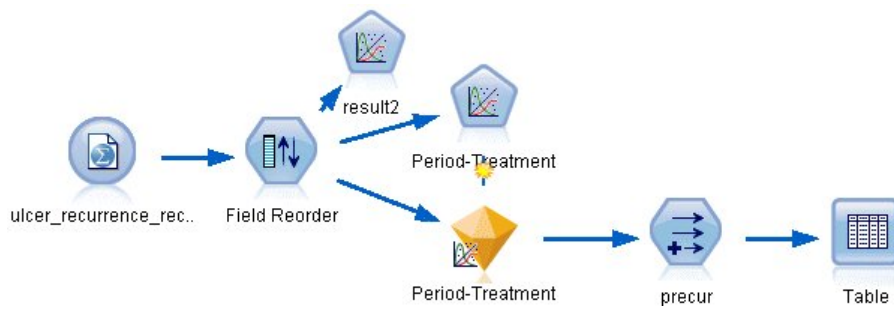 result2
Period-Treatment
ulcer_recurrence_rec..
Field Reorder
Period-Treatment
precur
Table